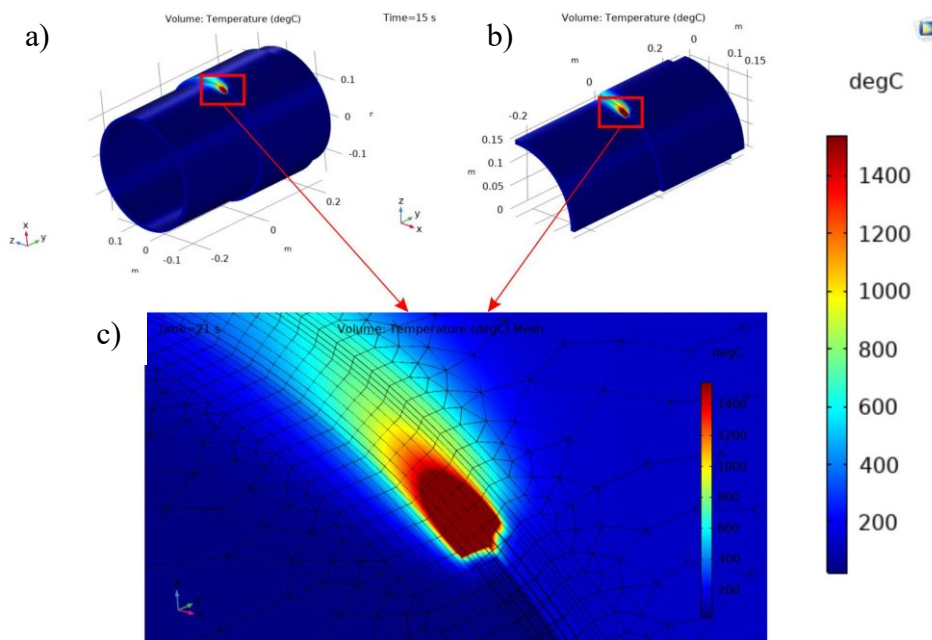 a)
Volume: Temperature (degC)
Time=15 s
0.1
0
-0.1
0.2
0
-0.2
m
0.1
0
-0.1
m
x
z
y
b)
Volume: Temperature (degC)
m
0
0.2
0
-0.2
m
0
0.1
0.15
0.15
0.1
0.05
0
m
z
y
x
degC
1400
1200
1000
800
600
400
200
c)
Time=21 s
Volume: Temperature (degC) Mesh
degC
1400
1200
1000
800
600
400
200
z
y
x